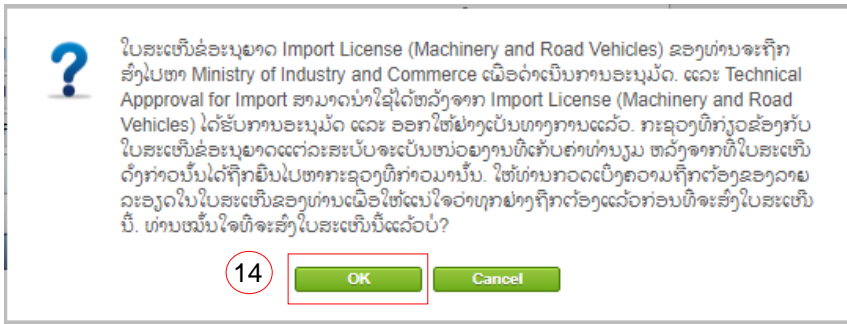 ໃບສະເໜີຂໍອະນຸຍາດ Import License (Machinery and Road Vehicles) ຂອງທ່ານຈະຖືກ
ສົ່ງໄປຫາ Ministry of Industry and Commerce ເພື່ອດຳເນີນການອະນຸມັດ. ແລະ Technical
Appproval for Import ສາມາດນຳໃຊ້ໄດ້ຫລັງຈາກ Import License (Machinery and Road
Vehicles) ໄດ້ຮັບການອະນຸມັດ ແລະ ອອກໃຫ້ຢ່າງເປັນທາງການແລ້ວ. ກະຊວງທີ່ກ່ຽວຂ້ອງກັບ
ໃບສະເໜີຂໍອະນຸຍາດແຕ່ລະສະບັບຈະເປັນໜ່ວຍງານທີ່ເກັບຄ່າທຳນຽມ ຫລັງຈາກທີ່ໃບສະເໜີ
ດັ່ງກ່າວນັ້ນໄດ້ຖືກຍື່ນໄປຫາກະຊວງທີ່ກ່າວມານັ້ນ. ໃຫ້ທ່ານກວດເບິ່ງຄວາມຖືກຕ້ອງຂອງລາຍ
ລະອຽດໃນໃບສະເໜີຂອງທ່ານເພື່ອໃຫ້ແນ່ໃຈວ່າທຸກຢ່າງຖືກຕ້ອງແລ້ວກ່ອນທີ່ຈະສົ່ງໃບສະເໜີ
ນີ້. ທ່ານໝັ້ນໃຈທີ່ຈະສົ່ງໃບສະເໜີນີ້ແລ້ວບໍ່?
14 OK Cancel